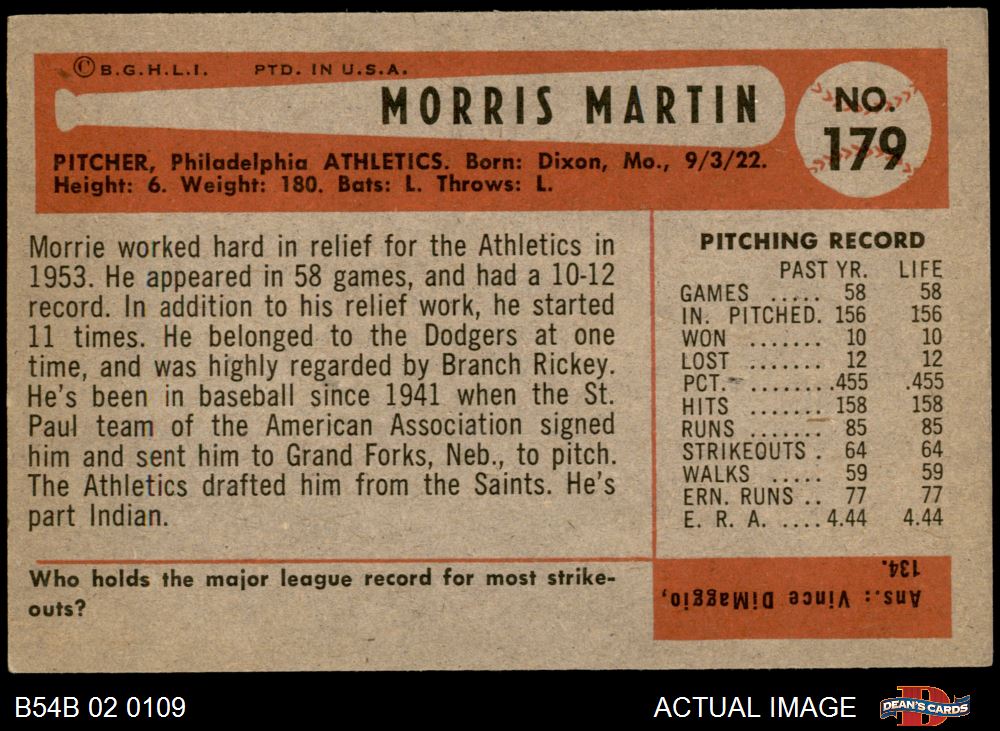 © B.G.H.L.I. PTD. IN U.S.A.
MORRIS MARTIN
NO.
179
PITCHER, Philadelphia ATHLETICS. Born: Dixon, Mo., 9/3/22.
Height: 6. Weight: 180. Bats: L. Throws: L.
Morrie worked hard in relief for the Athletics in
1953. He appeared in 58 games, and had a 10-12
record. In addition to his relief work, he started
11 times. He belonged to the Dodgers at one
time, and was highly regarded by Branch Rickey.
He's been in baseball since 1941 when the St.
Paul team of the American Association signed
him and sent him to Grand Forks, Neb., to pitch.
The Athletics drafted him from the Saints. He's
part Indian.
PITCHING RECORD
PAST YR. LIFE
GAMES ..... 58 58
IN. PITCHED. 156 156
WON ....... 10 10
LOST ....... 12 12
PCT. ........ .455 .455
HITS ....... 158 158
RUNS ....... 85 85
STRIKEOUTS . 64 64
WALKS ..... 59 59
ERN. RUNS .. 77 77
E. R. A. .... 4.44 4.44
Who holds the major league record for most strike-
outs?
Ans.: Vince DiMaggio,
134.
B54B 02 0109
ACTUAL IMAGE
D
DEAN'S CARDS